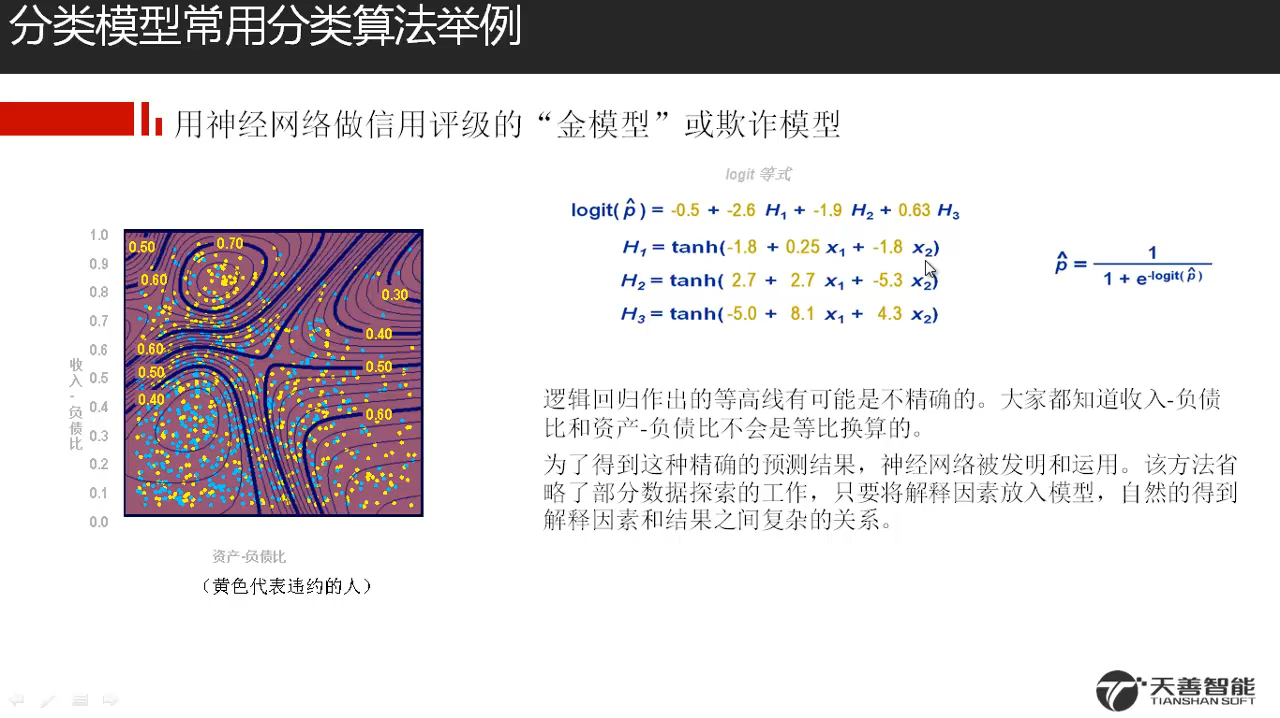 分类模型常用分类算法举例
用神经网络做信用评级的“金模型”或欺诈模型
logit 等式
logit( p̂ ) = -0.5 + -2.6 H₁ + -1.9 H₂ + 0.63 H₃
H₁ = tanh(-1.8 + 0.25 x₁ + -1.8 x₂)
H₂ = tanh( 2.7 + 2.7 x₁ + -5.3 x₂)
H₃ = tanh(-5.0 + 8.1 x₁ + 4.3 x₂)
p̂ = 1
1 + e^-logit( p̂ )
1.0
0.9
0.8
0.7
0.6
0.5
0.4
0.3
0.2
0.1
0.0
收入-负债比
0.50
0.70
0.60
0.30
0.40
0.60
0.50
0.50
0.40
0.60
资产-负债比
（黄色代表违约的人）
逻辑回归作出的等高线有可能是不精确的。大家都知道收入-负债
比和资产-负债比不会是等比换算的。
为了得到这种精确的预测结果，神经网络被发明和运用。该方法省
略了部分数据探索的工作，只要将解释因素放入模型，自然的得到
解释因素和结果之间复杂的关系。
天善智能
TIANSHAN SOFT